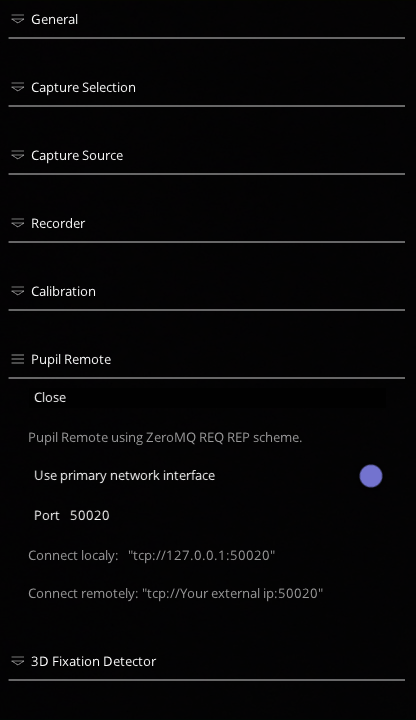 General
Capture Selection
Capture Source
Recorder
Calibration
Pupil Remote
Close
Pupil Remote using ZeroMQ REQ REP scheme.
Use primary network interface
Port 50020
Connect localy: "tcp://127.0.0.1:50020"
Connect remotely: "tcp://Your external ip:50020"
3D Fixation Detector